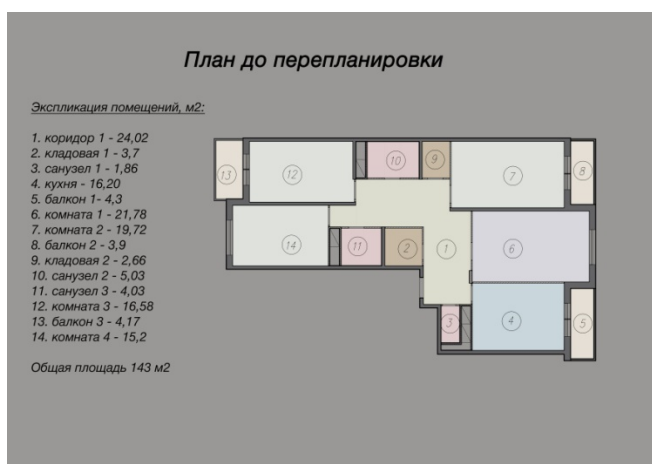 План до перепланировки
Экспликация помещений, м2:
1. коридор 1 - 24,02
2. кладовая 1 - 3,7
3. санузел 1 - 1,86
4. кухня - 16,20
5. балкон 1- 4,3
6. комната 1 - 21,78
7. комната 2 - 19,72
8. балкон 2 - 3,9
9. кладовая 2 - 2,66
10. санузел 2 - 5,03
11. санузел 3 - 4,03
12. комната 3 - 16,58
13. балкон 3 - 4,17
14. комната 4 - 15,2
Общая площадь 143 м2
10
9
13
12
7
8
14
11
2
1
6
3
4
5